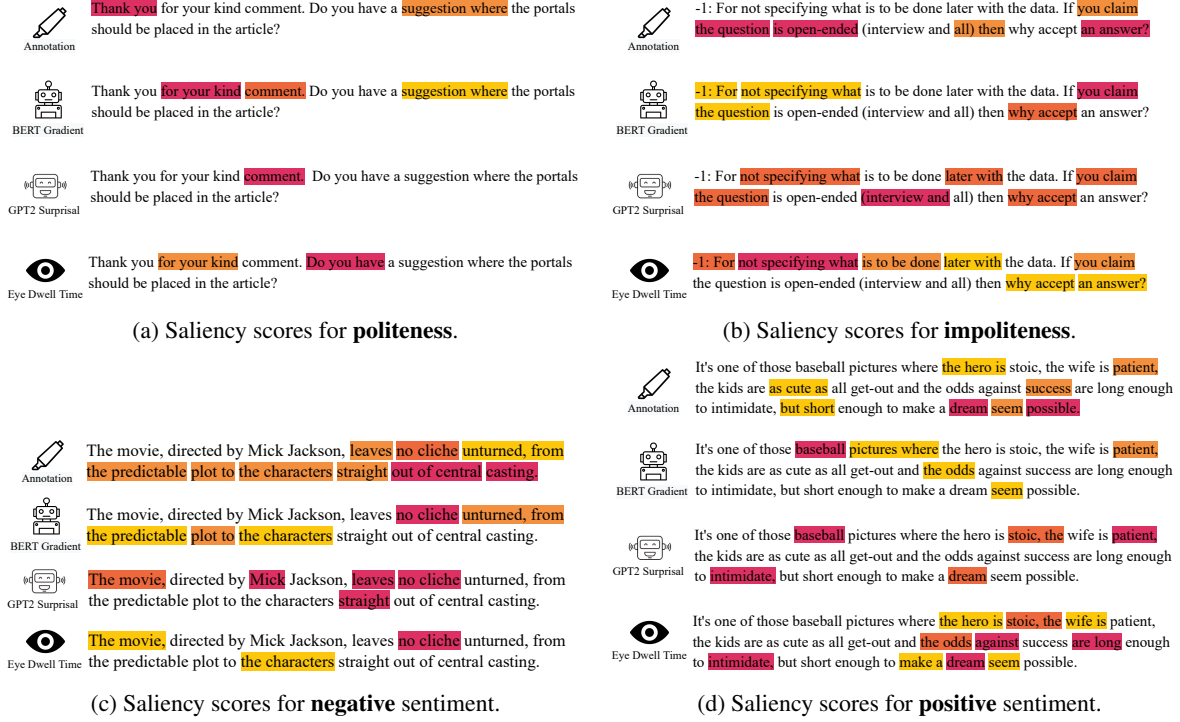 Thank you for your kind comment. Do you have a suggestion where the portals
should be placed in the article?
Annotation
Thank you for your kind comment. Do you have a suggestion where the portals
should be placed in the article?
BERT Gradient
Thank you for your kind comment. Do you have a suggestion where the portals
should be placed in the article?
GPT2 Surprisal
Thank you for your kind comment. Do you have a suggestion where the portals
should be placed in the article?
Eye Dwell Time
(a) Saliency scores for politeness.
-1: For not specifying what is to be done later with the data. If you claim
the question is open-ended (interview and all) then why accept an answer?
Annotation
-1: For not specifying what is to be done later with the data. If you claim
the question is open-ended (interview and all) then why accept an answer?
BERT Gradient
-1: For not specifying what is to be done later with the data. If you claim
the question is open-ended (interview and all) then why accept an answer?
GPT2 Surprisal
-1: For not specifying what is to be done later with the data. If you claim
the question is open-ended (interview and all) then why accept an answer?
Eye Dwell Time
(b) Saliency scores for impoliteness.
The movie, directed by Mick Jackson, leaves no cliche unturned, from
the predictable plot to the characters straight out of central casting.
Annotation
The movie, directed by Mick Jackson, leaves no cliche unturned, from
the predictable plot to the characters straight out of central casting.
BERT Gradient
The movie, directed by Mick Jackson, leaves no cliche unturned, from
the predictable plot to the characters straight out of central casting.
GPT2 Surprisal
The movie, directed by Mick Jackson, leaves no cliche unturned, from
the predictable plot to the characters straight out of central casting.
Eye Dwell Time
(c) Saliency scores for negative sentiment.
It's one of those baseball pictures where the hero is stoic, the wife is patient,
the kids are as cute as all get-out and the odds against success are long enough
to intimidate, but short enough to make a dream seem possible.
Annotation
It's one of those baseball pictures where the hero is stoic, the wife is patient,
the kids are as cute as all get-out and the odds against success are long enough
to intimidate, but short enough to make a dream seem possible.
BERT Gradient
It's one of those baseball pictures where the hero is stoic, the wife is patient,
the kids are as cute as all get-out and the odds against success are long enough
to intimidate, but short enough to make a dream seem possible.
GPT2 Surprisal
It's one of those baseball pictures where the hero is stoic, the wife is patient,
the kids are as cute as all get-out and the odds against success are long enough
to intimidate, but short enough to make a dream seem possible.
Eye Dwell Time
(d) Saliency scores for positive sentiment.